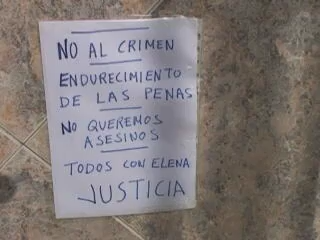 NO AL CRIMEN
ENDURECIMIENTO
DE LAS PENAS
NO QUEREMOS
ASESINOS
TODOS CON ELENA
JUSTICIA